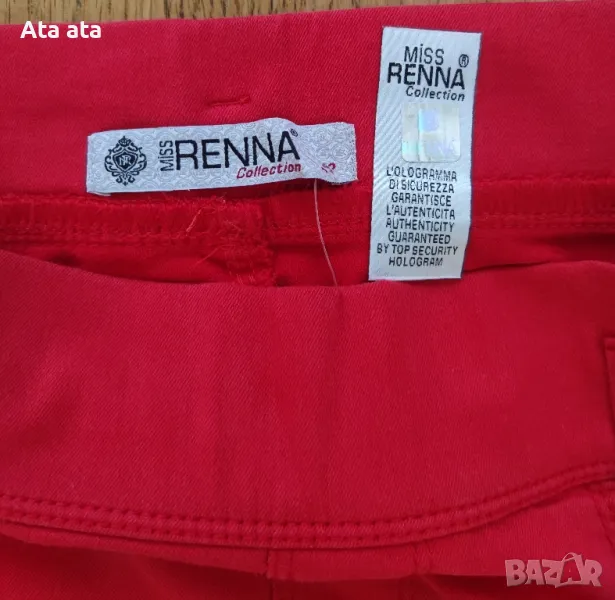 Ata ata
MiSS
RENNA®
Collection
MiSS RENNA®
Collection
L'OLOGRAMMA
DI SICUREZZA
GARANTISCE
L'AUTENTICITA
AUTHENTICITY
GUARANTEED
BY TOP SECURITY
HOLOGRAM
BAZAR